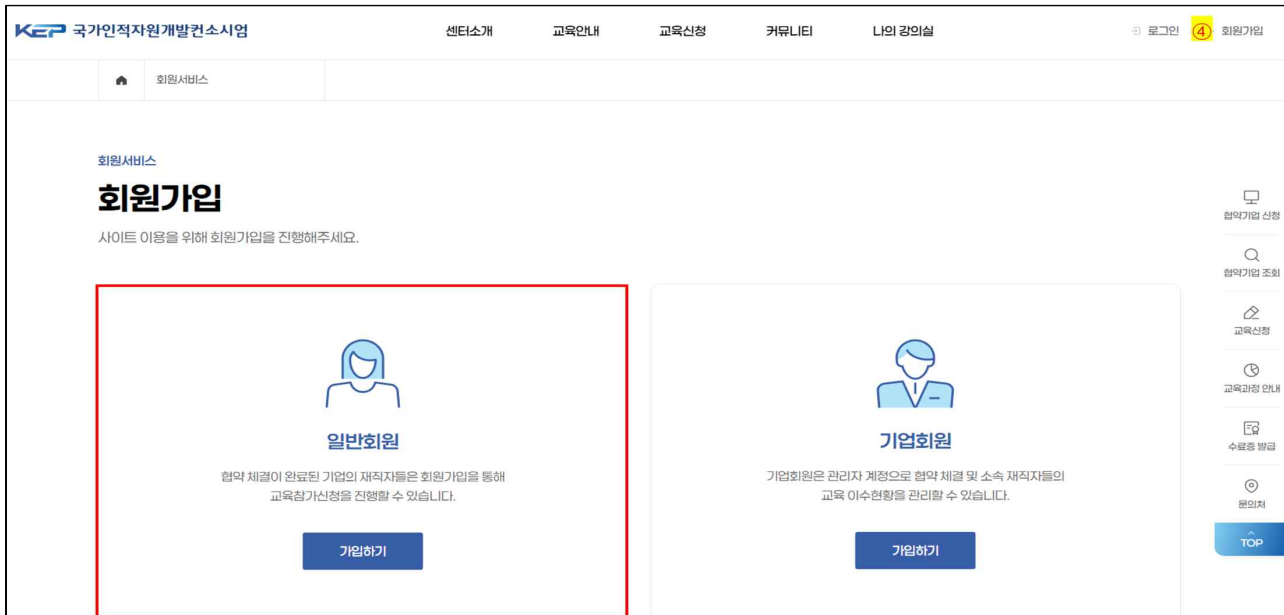 KEP 국가인적자원개발컨소시엄
센터소개 교육안내 교육신청 커뮤니티 나의 강의실
로그인 ④ 회원가입
회원서비스
회원서비스
회원가입
사이트 이용을 위해 회원가입을 진행해주세요.
일반회원
협약 체결이 완료된 기업의 재직자들은 회원가입을 통해
교육참가신청을 진행할 수 있습니다.
가입하기
기업회원
기업회원은 관리자 계정으로 협약 체결 및 소속 재직자들의
교육 이수현황을 관리할 수 있습니다.
가입하기
협약기업 신청
협약기업 조회
교육신청
교육과정 안내
수료증 발급
문의처
TOP